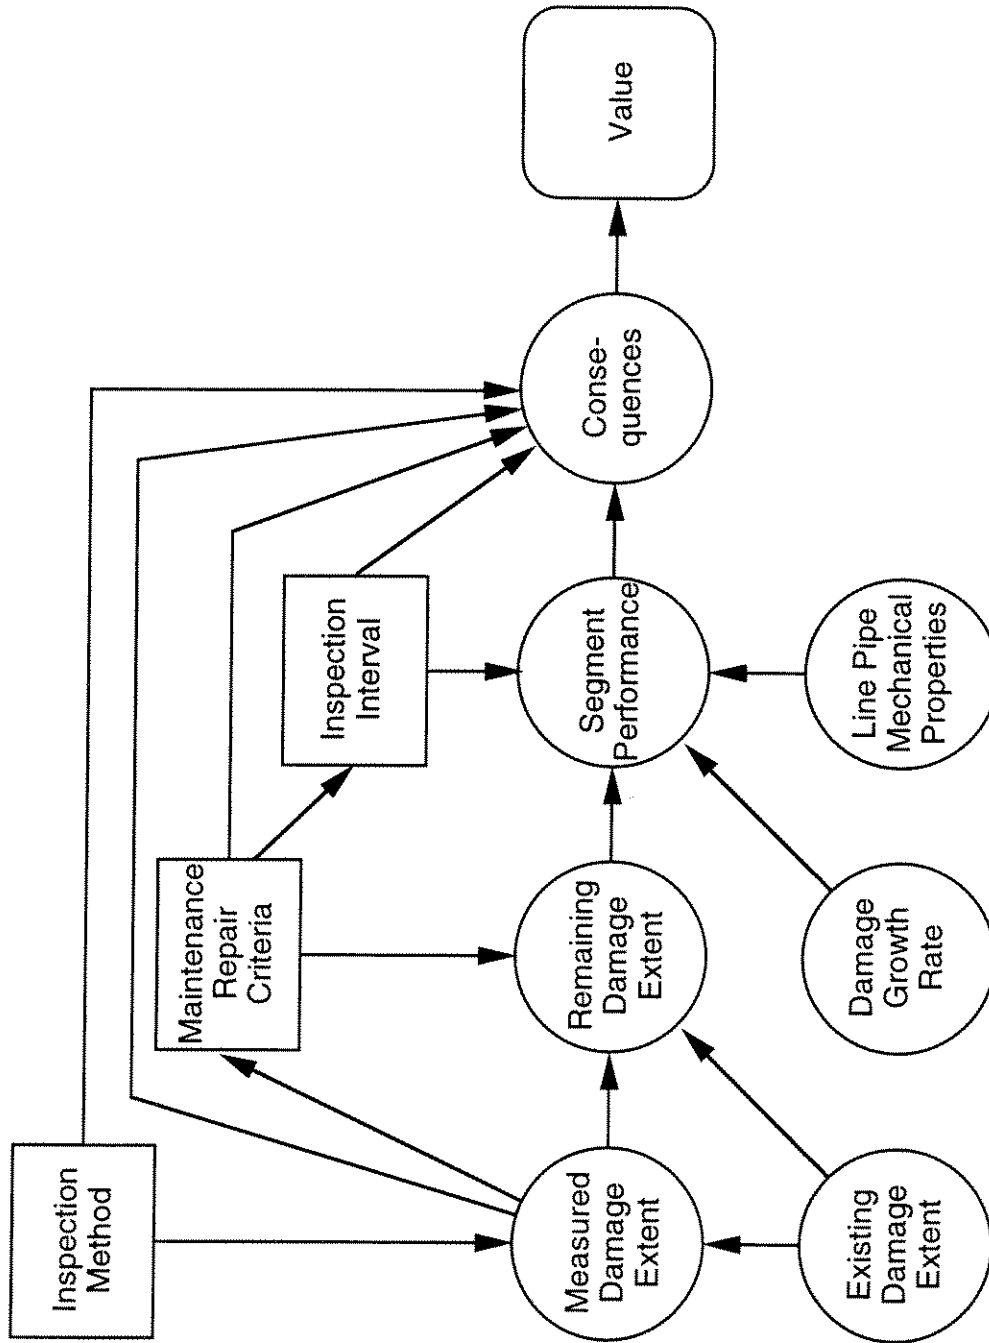 Inspection
Method
Maintenance
Repair
Criteria
Inspection
Interval
Measured
Damage
Extent
Remaining
Damage
Extent
Segment
Performance
Conse-
quences
Value
Existing
Damage
Extent
Damage
Growth
Rate
Line Pipe
Mechanical
Properties